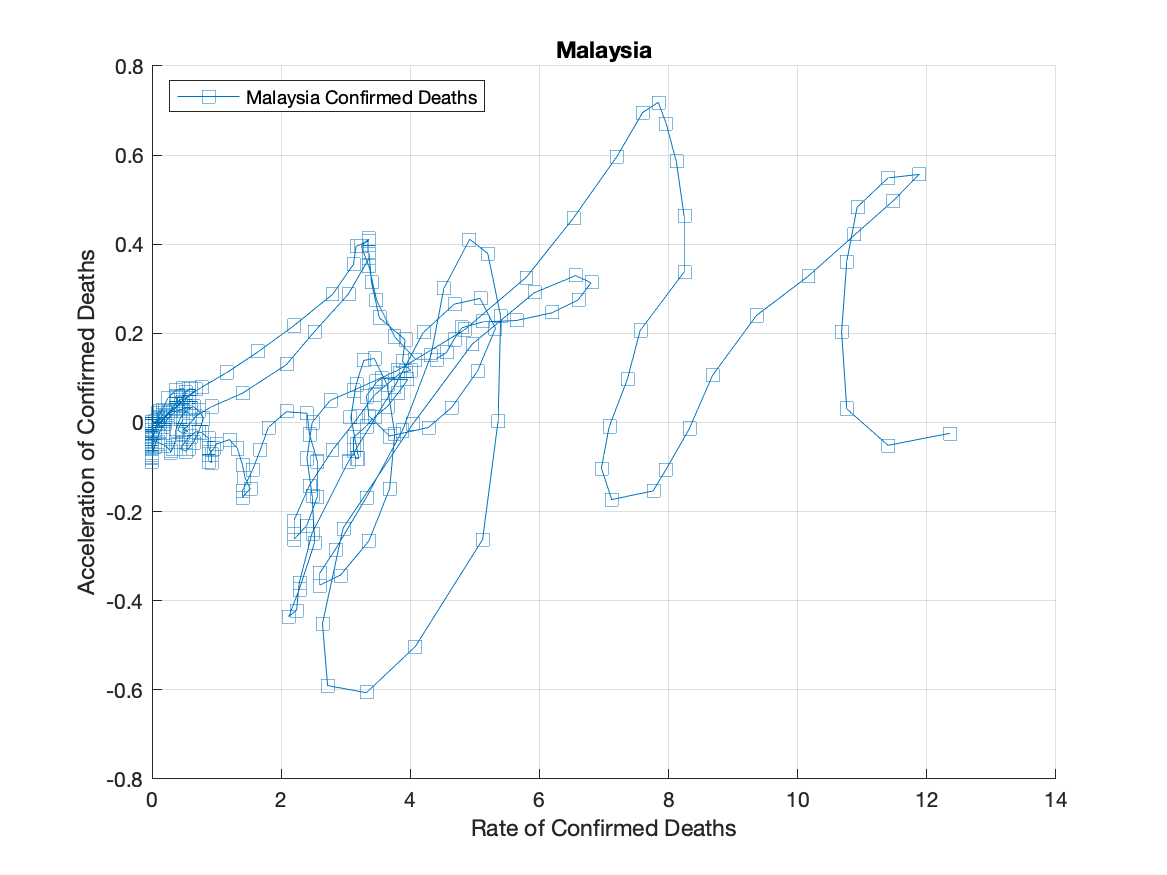 Malaysia
Malaysia Confirmed Deaths
0.8
0.6
0.4
0.2
0
-0.2
-0.4
-0.6
-0.8
Acceleration of Confirmed Deaths
0 2 4 6 8 10 12 14
Rate of Confirmed Deaths